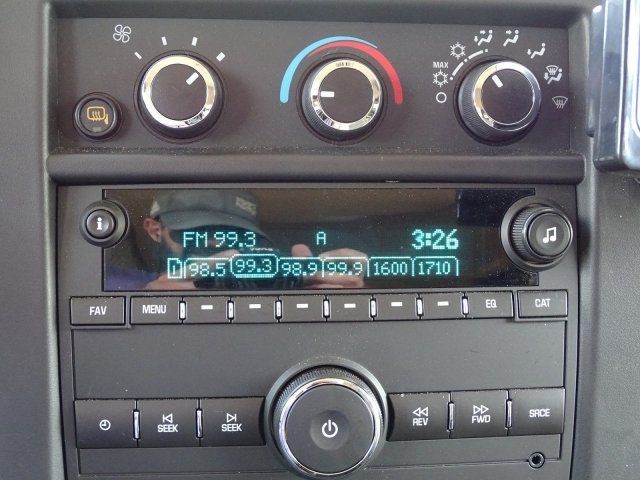 MAX
FM 99.3 A 3:26
1 98.5 99.3 98.9 99.9 1600 1710
FAV MENU EQ CAT
SEEK SEEK REV FWD SRCE